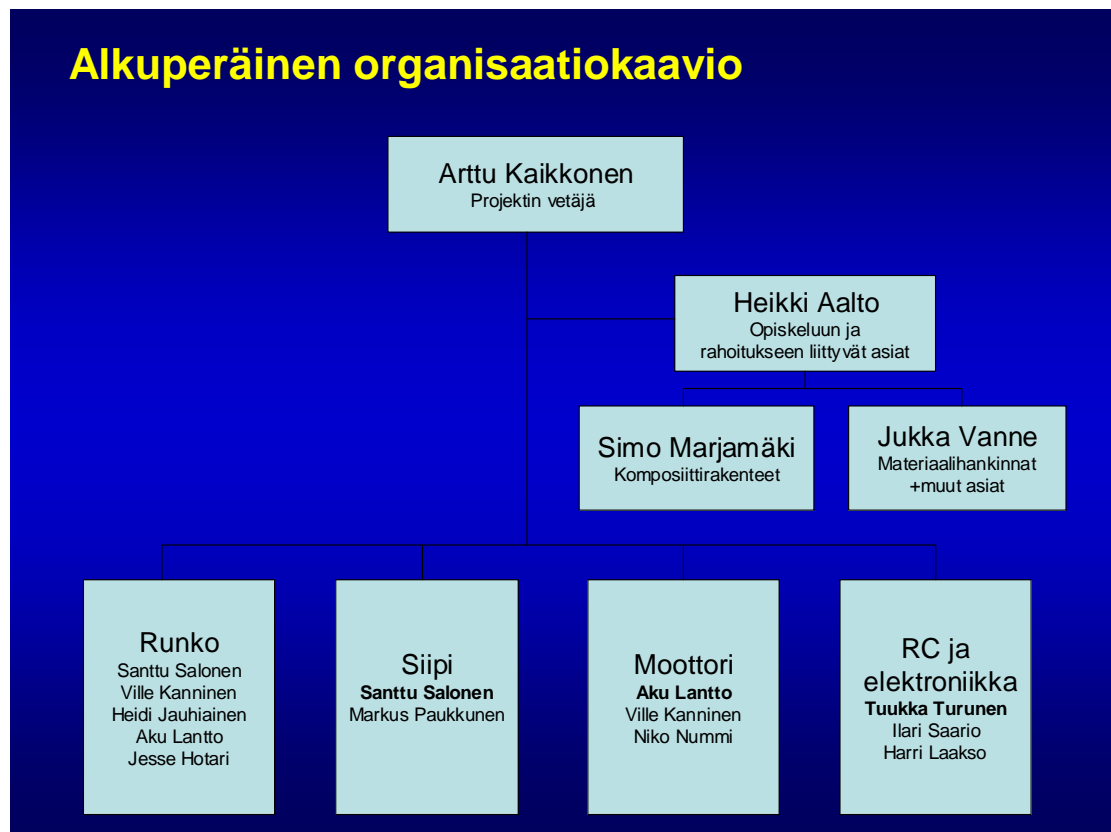 Alkuperäinen organisaatiokaavio
Arttu Kaikkonen
Projektin vetäjä
Heikki Aalto
Opiskeluun ja
rahoitukseen liittyvät asiat
Simo Marjamäki
Komposiittirakenteet
Jukka Vanne
Materiaalihankinnat
+muut asiat
Runko
Santtu Salonen
Ville Kanninen
Heidi Jauhiainen
Aku Lantto
Jesse Hotari
Siipi
Santtu Salonen
Markus Paukkunen
Moottori
Aku Lantto
Ville Kanninen
Niko Nummi
RC ja
elektroniikka
Tuukka Turunen
Ilari Saario
Harri Laakso